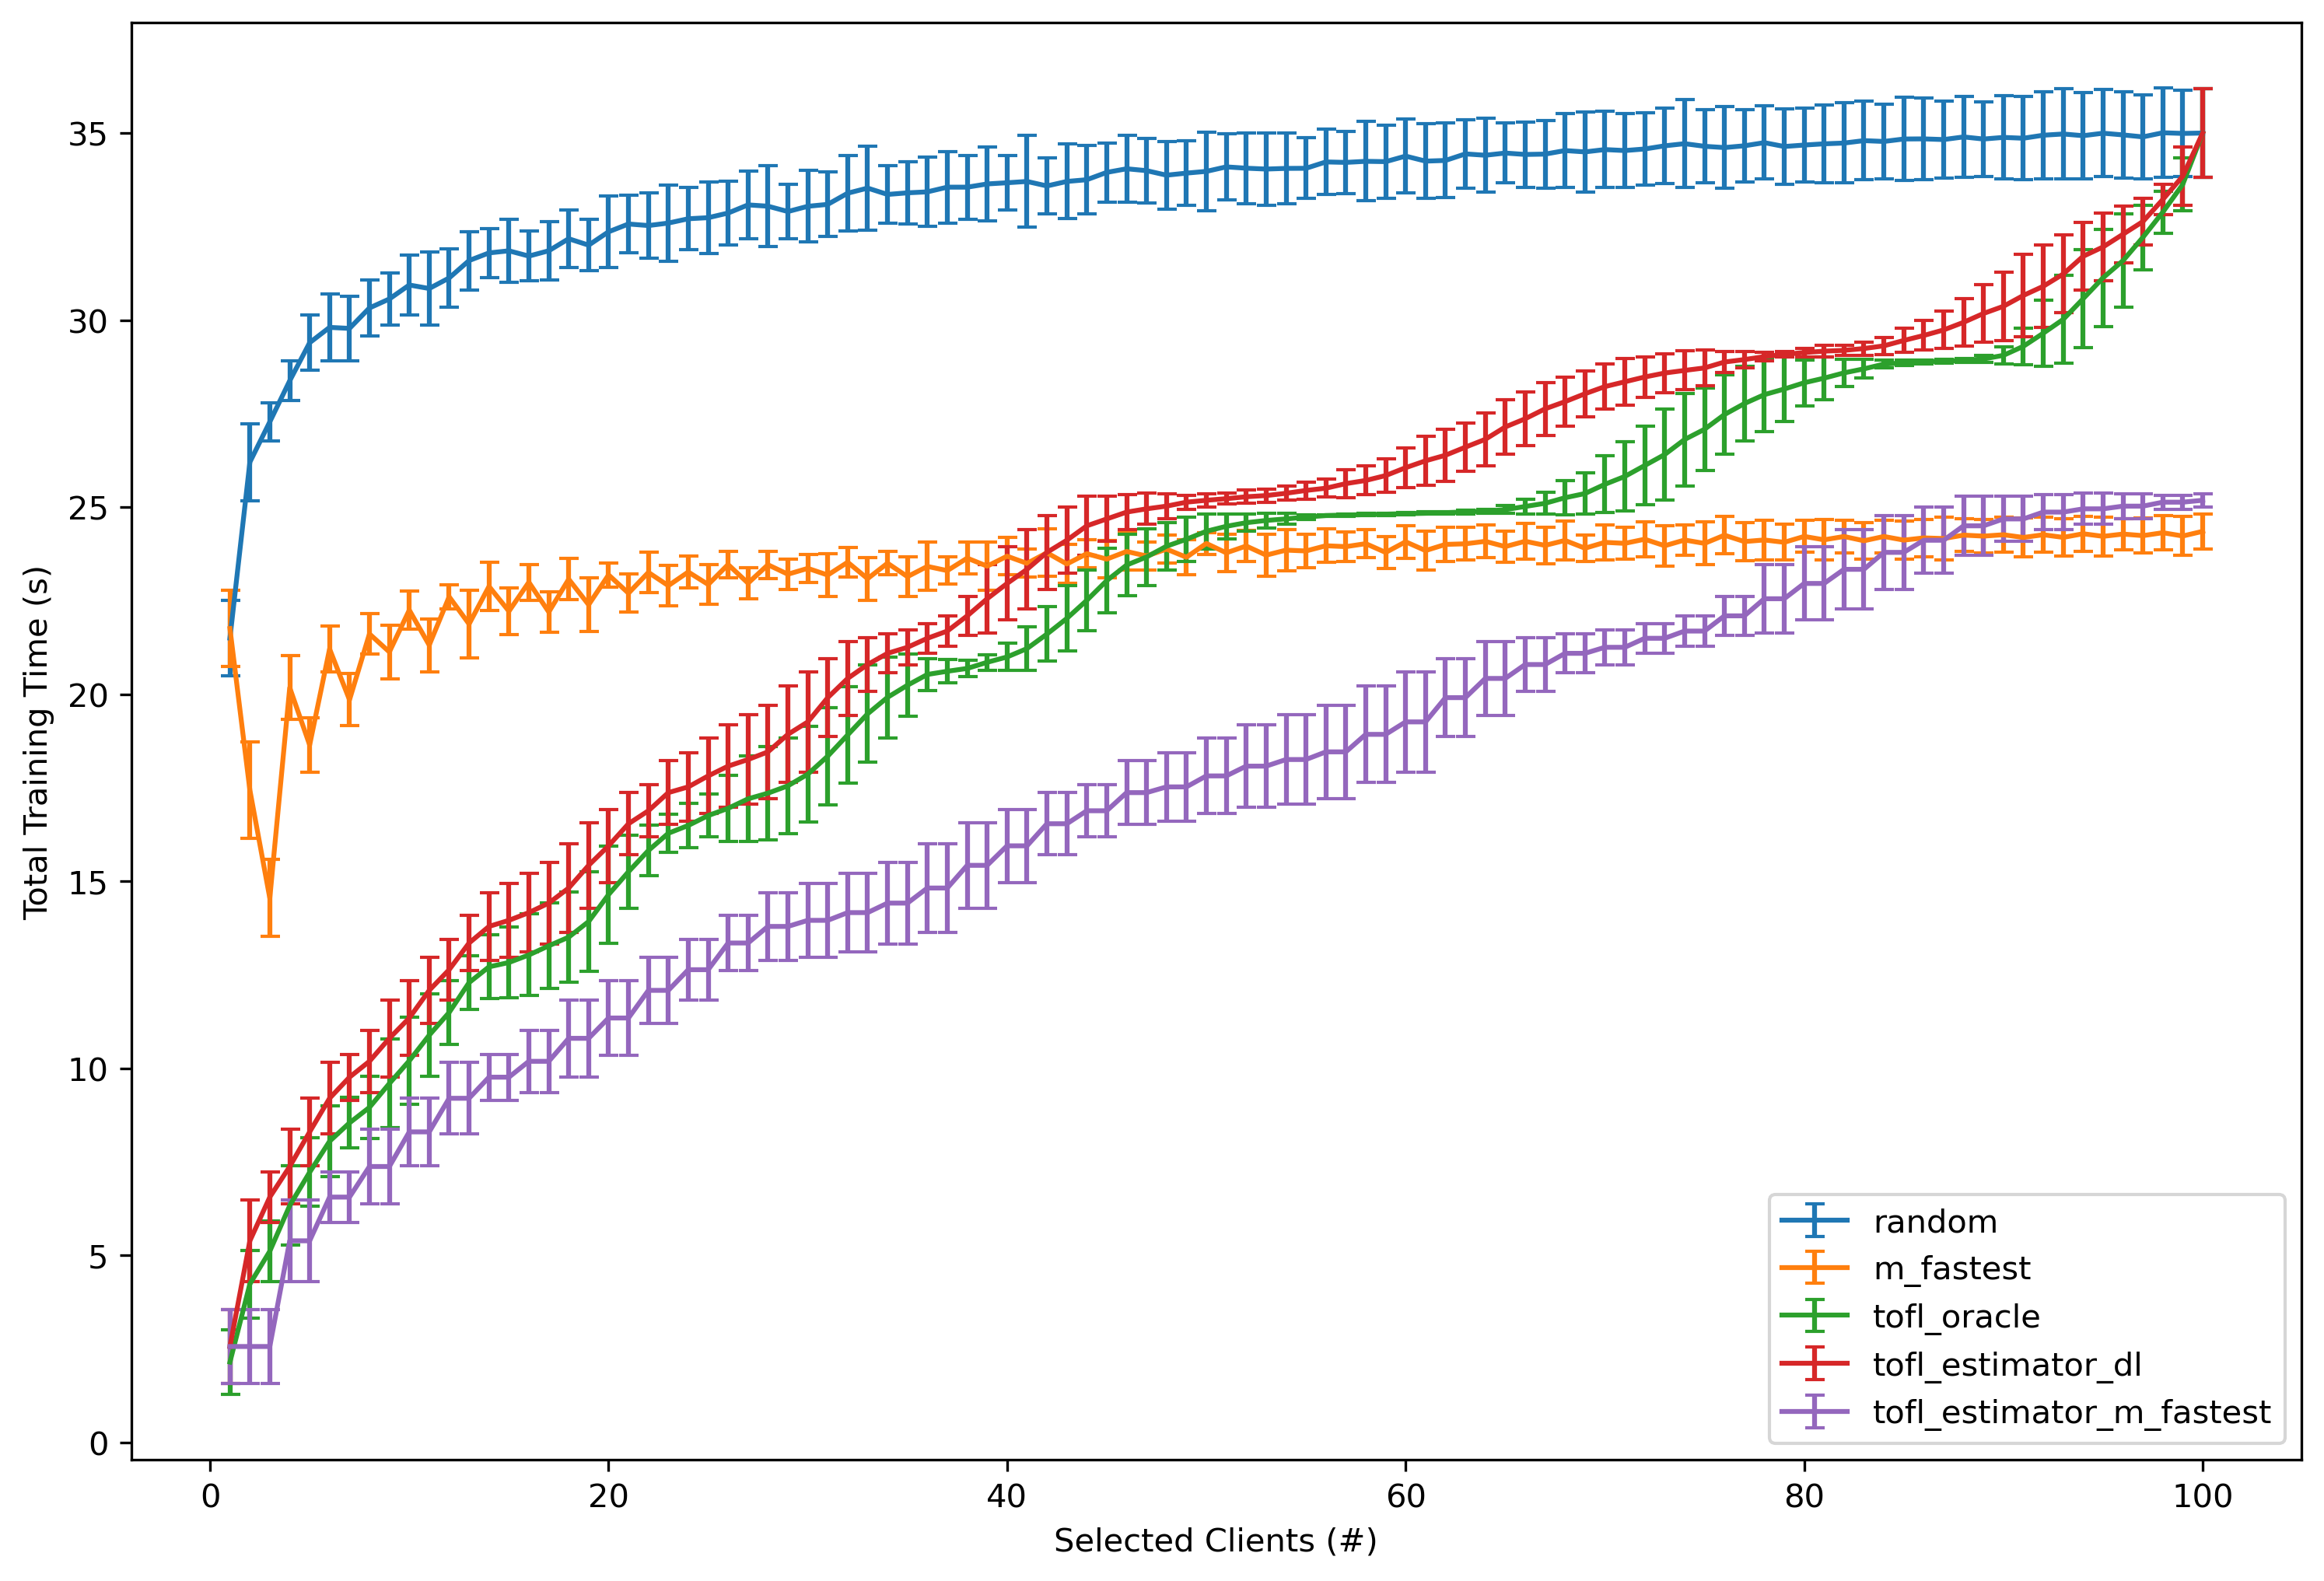 35
30
25
20
15
10
5
0
Total Training Time (s)
0 20 40 60 80 100
Selected Clients (#)
random
m_fastest
tofl_oracle
tofl_estimator_dl
tofl_estimator_m_fastest